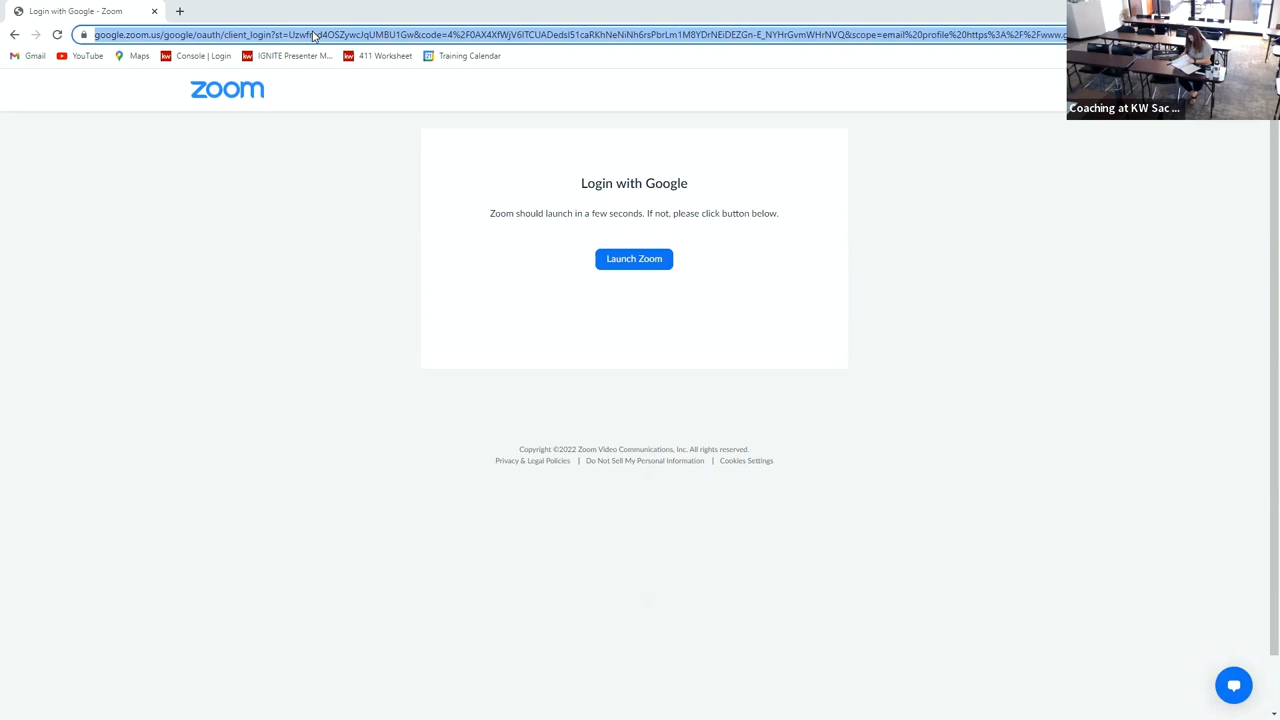 Login with Google - Zoom
Gmail YouTube Maps Console | Login IGNITE Presenter M... 411 Worksheet Training Calendar
zoom
Coaching at KW Sac ...
Login with Google
Zoom should launch in a few seconds. If not, please click button below.
Launch Zoom
Copyright ©2022 Zoom Video Communications, Inc. All rights reserved.
Privacy & Legal Policies | Do Not Sell My Personal Information | Cookies Settings